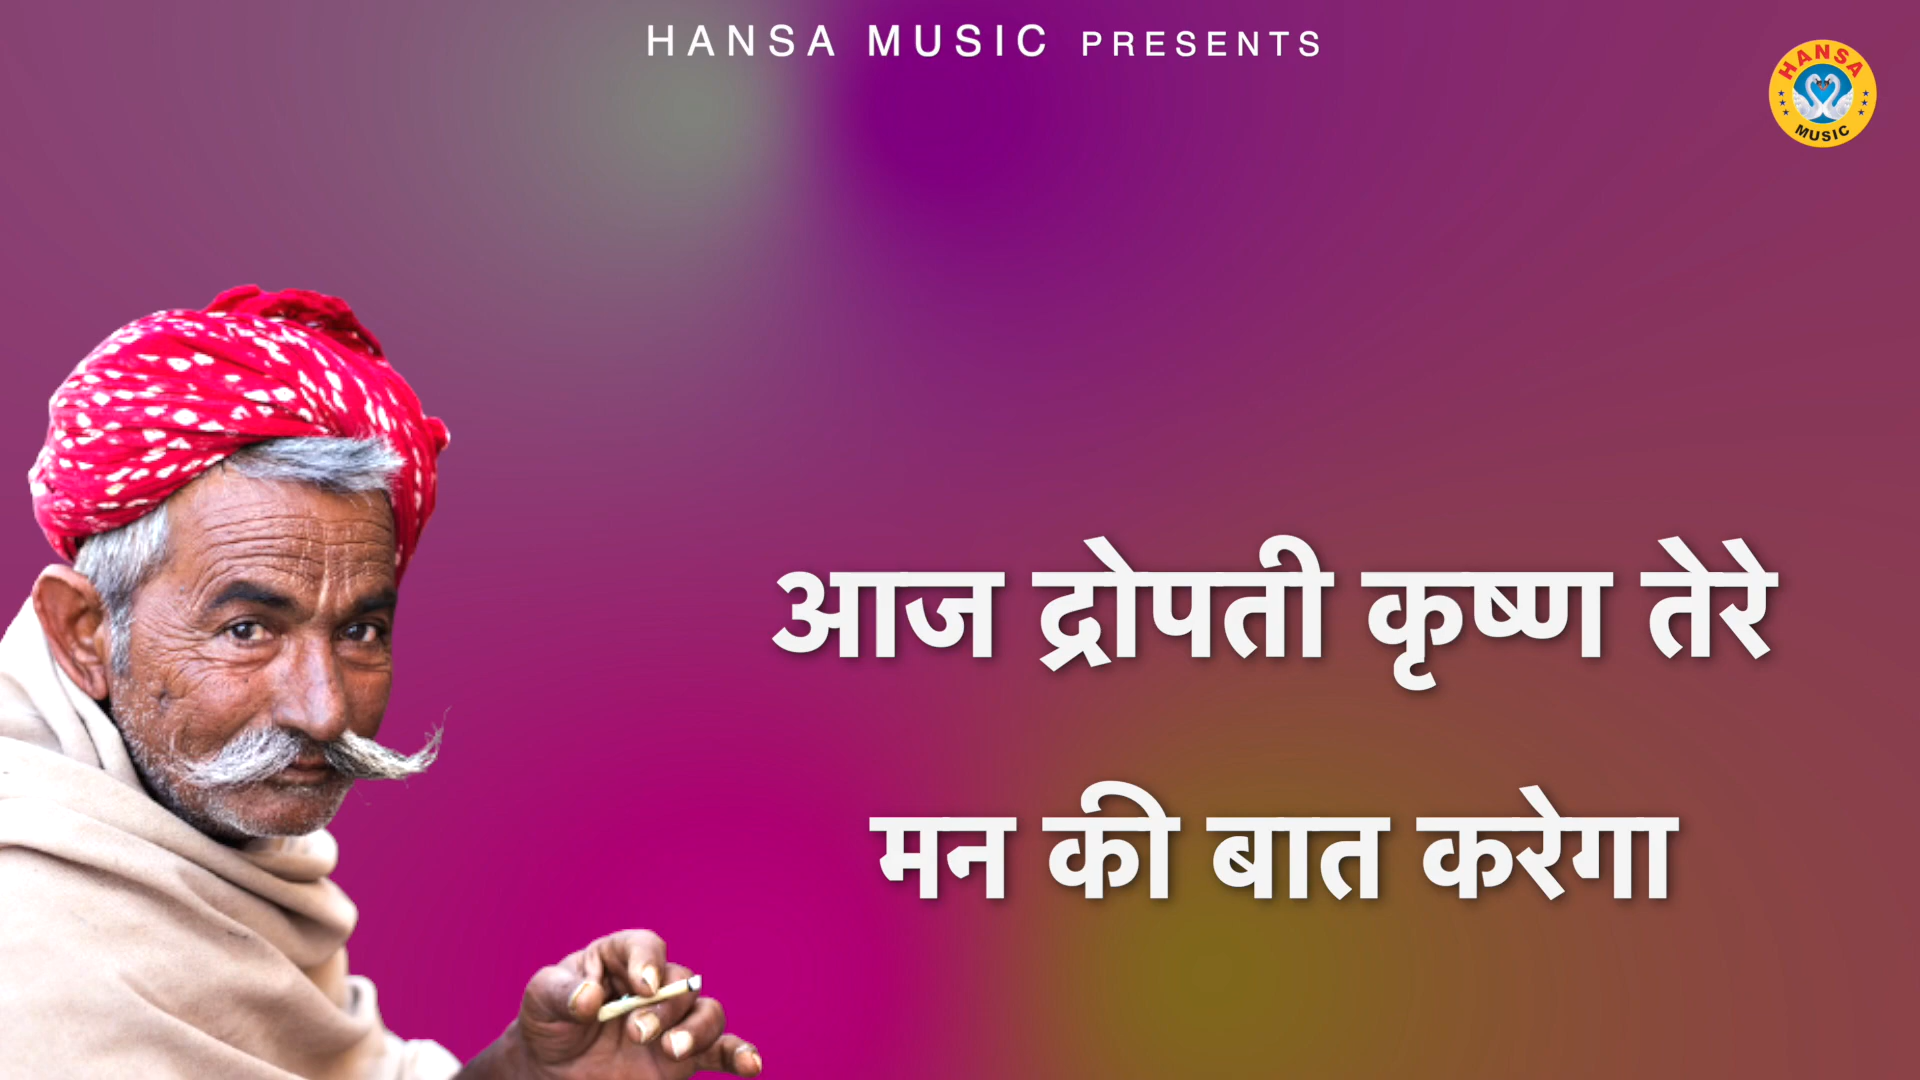 HANSA MUSIC PRESENTS
HANSA
MUSIC
आज द्रोपती कृष्ण तेरे
मन की बात करेगा